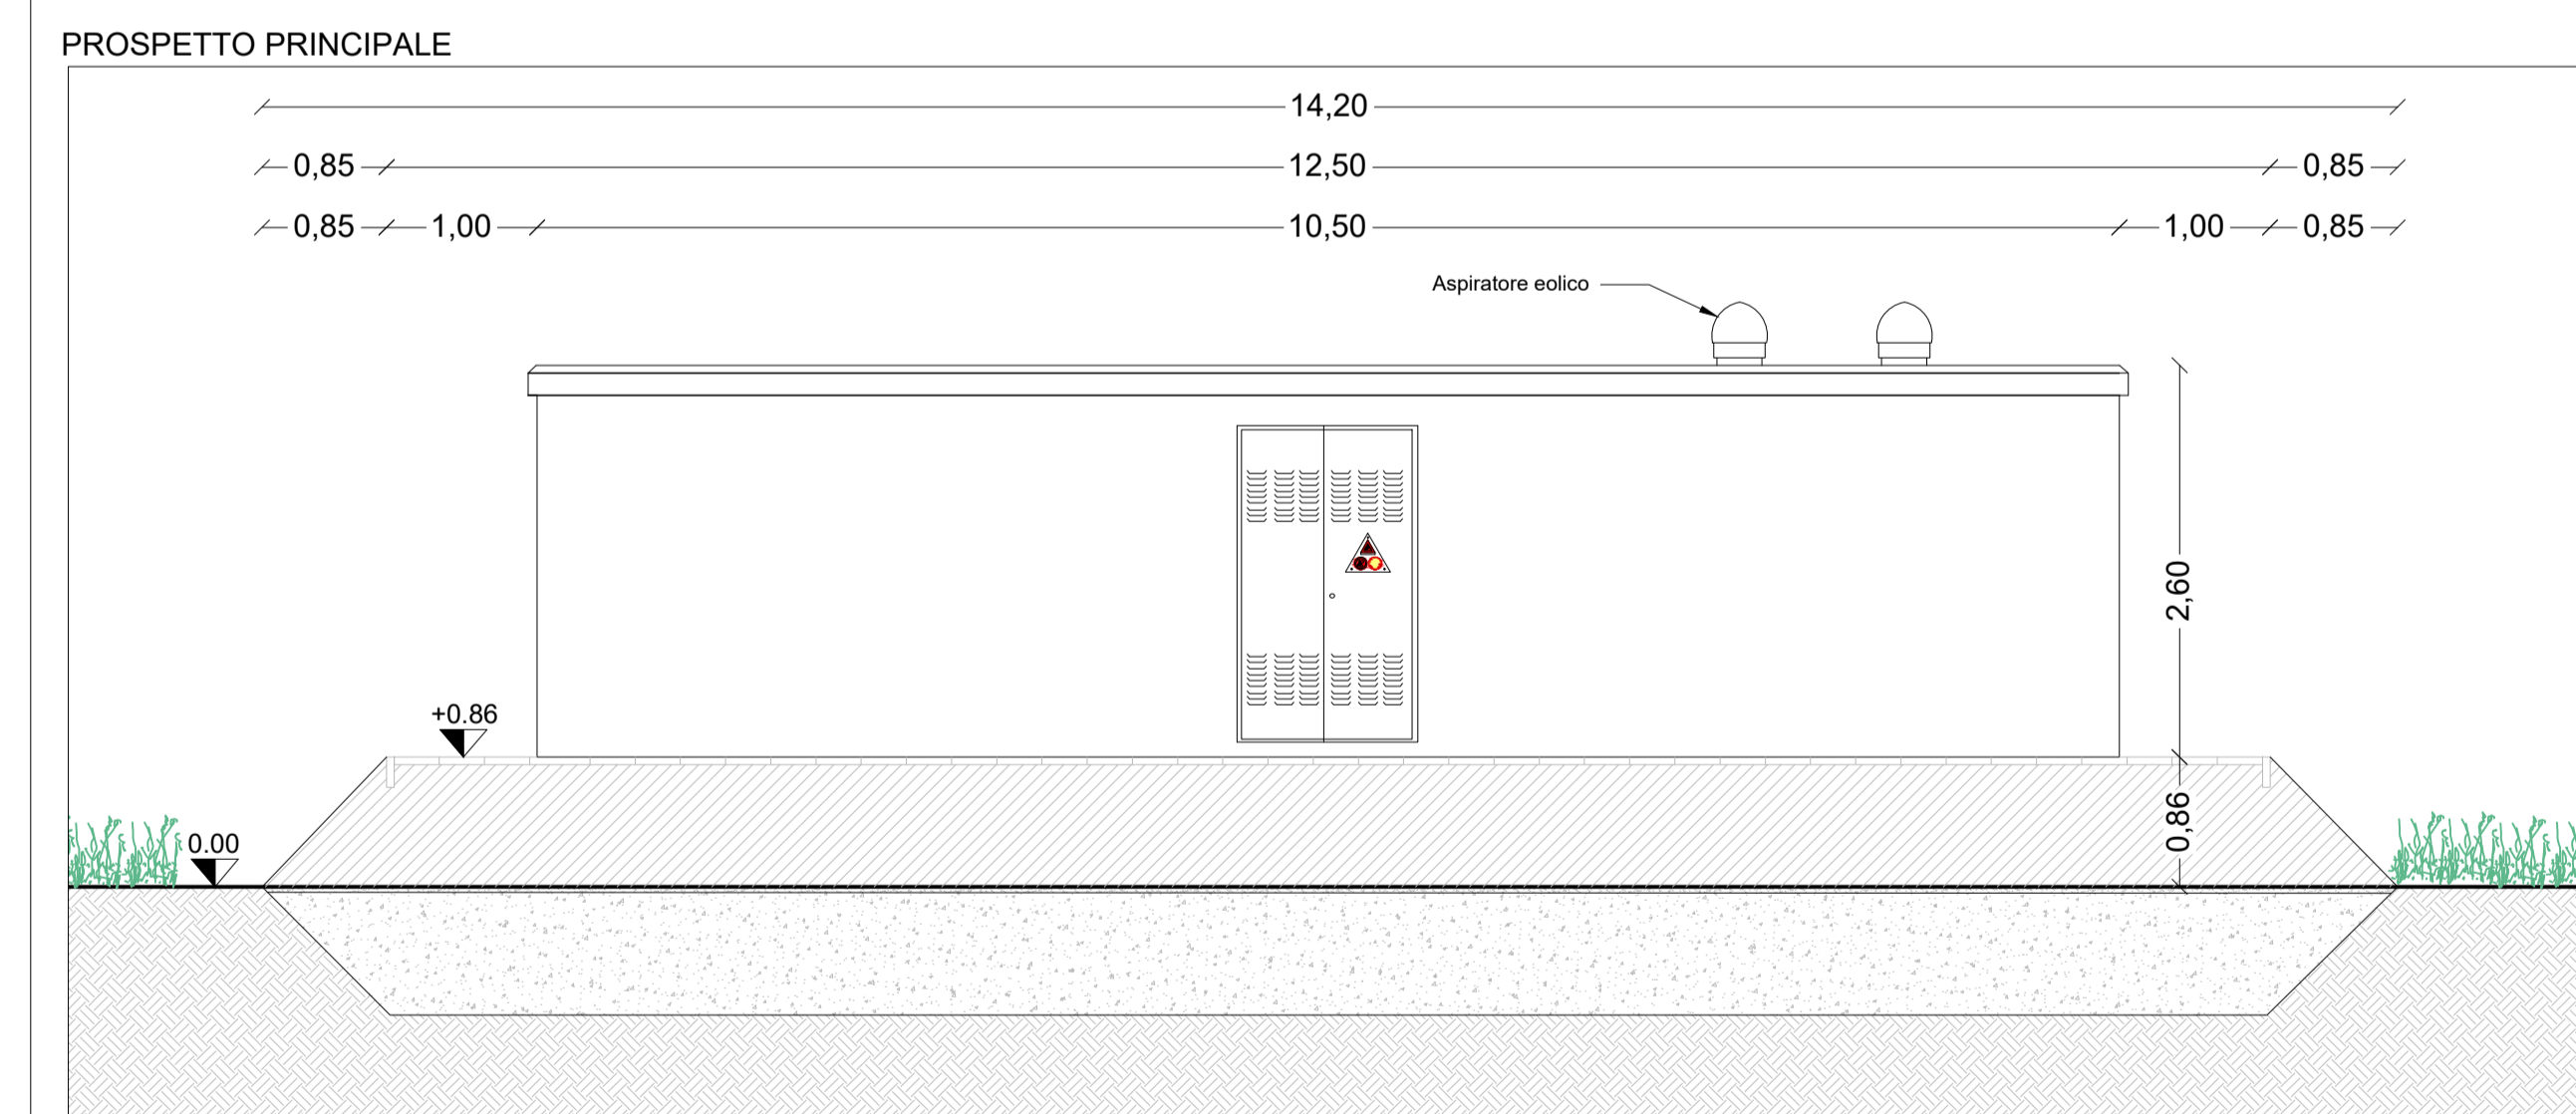 PROSPETTO PRINCIPALE
14,20
0,85 12,50 0,85
0,85 1,00 10,50 1,00 0,85
Aspiratore eolico
2,60
+0.86
0,86
0.00